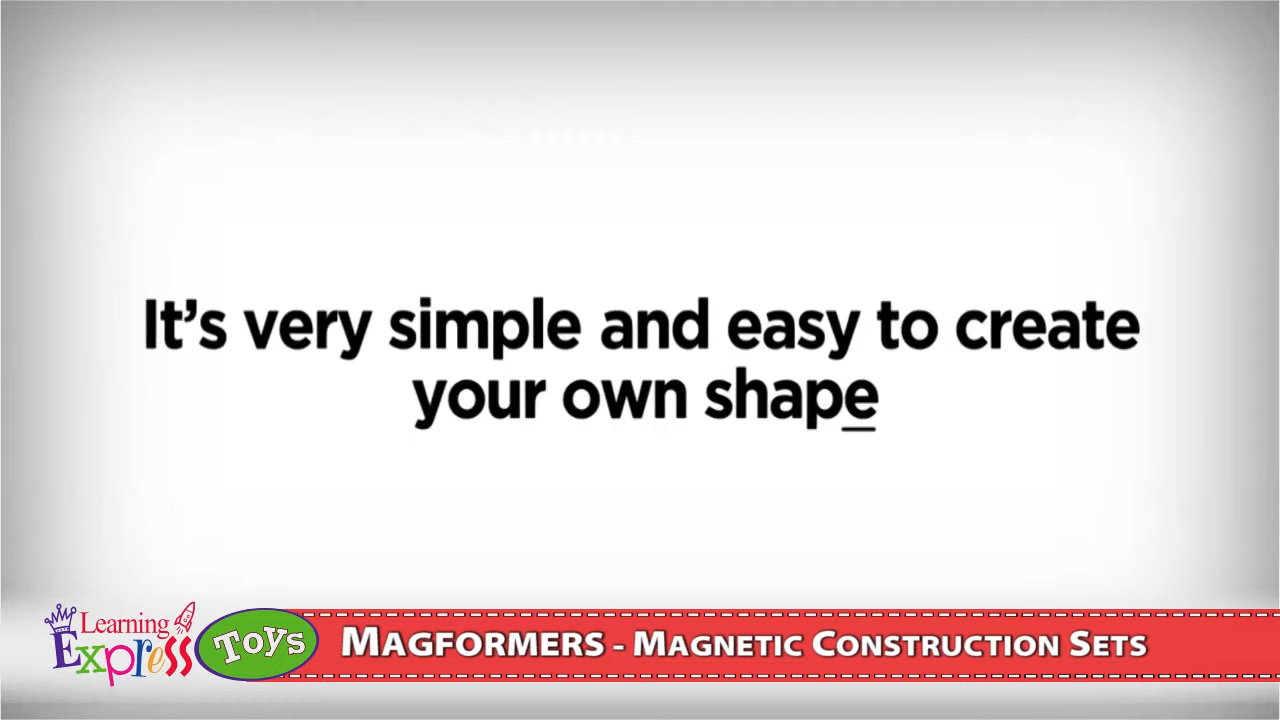 It’s very simple and easy to create
your own shape
Learning
Express
Toys
MAGFORMERS - MAGNETIC CONSTRUCTION SETS